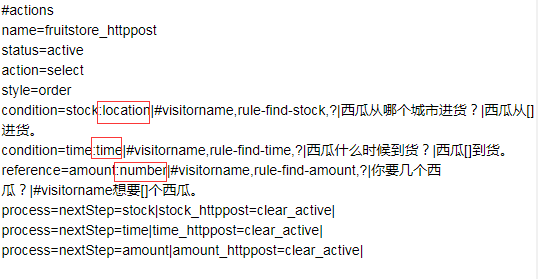 #actions
name=fruitstore_httppost
status=active
action=select
style=order
condition=stock:location|#visitorname,rule-find-stock,?|西瓜从哪个城市进货？|西瓜从[]
进货。
condition=time:time|#visitorname,rule-find-time,?|西瓜什么时候到货？|西瓜[]到货。
reference=amount:number|#visitorname,rule-find-amount,?|你要几个西
瓜？|#visitorname想要[]个西瓜。
process=nextStep=stock|stock_httppost=clear_active|
process=nextStep=time|time_httppost=clear_active|
process=nextStep=amount|amount_httppost=clear_active|